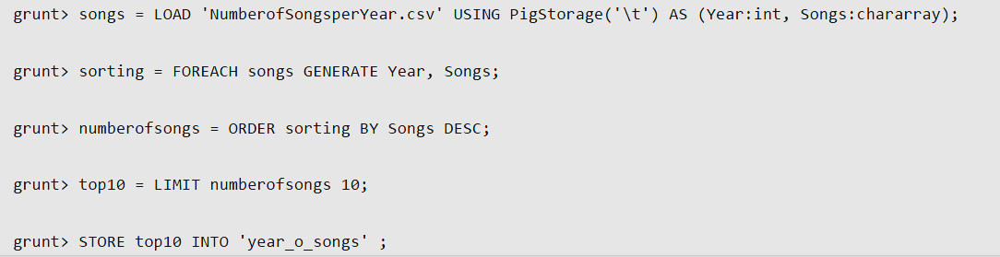 grunt> songs = LOAD 'NumberofSongsperYear.csv' USING PigStorage('\t') AS (Year:int, Songs:chararray);
grunt> sorting = FOREACH songs GENERATE Year, Songs;
grunt> numberofsongs = ORDER sorting BY Songs DESC;
grunt> top10 = LIMIT numberofsongs 10;
grunt> STORE top10 INTO 'year_o_songs' ;